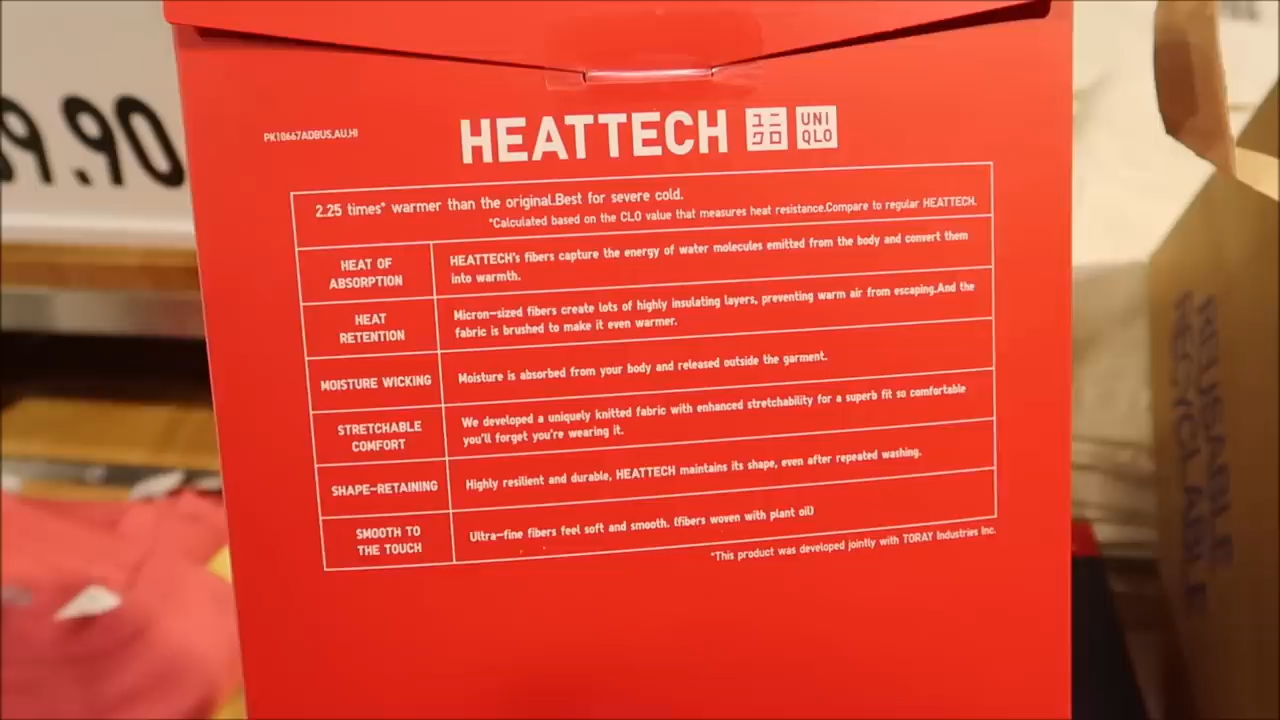 9.90
PK10667ADBUS.AU.HI
HEATTECH ユニクロ UNIQLO
2.25 times* warmer than the original.Best for severe cold.
*Calculated based on the CLO value that measures heat resistance.Compare to regular HEATTECH.
HEAT OF
ABSORPTION
HEATTECH's fibers capture the energy of water molecules emitted from the body and convert them
into warmth.
HEAT
RETENTION
Micron-sized fibers create lots of highly insulating layers, preventing warm air from escaping.And the
fabric is brushed to make it even warmer.
MOISTURE WICKING
Moisture is absorbed from your body and released outside the garment.
STRETCHABLE
COMFORT
We developed a uniquely knitted fabric with enhanced stretchability for a superb fit so comfortable
you'll forget you're wearing it.
SHAPE-RETAINING
Highly resilient and durable, HEATTECH maintains its shape, even after repeated washing.
SMOOTH TO
THE TOUCH
Ultra-fine fibers feel soft and smooth. (fibers woven with plant oil)
*This product was developed jointly with TORAY Industries Inc.
REUSABLE
RECYCLABLE